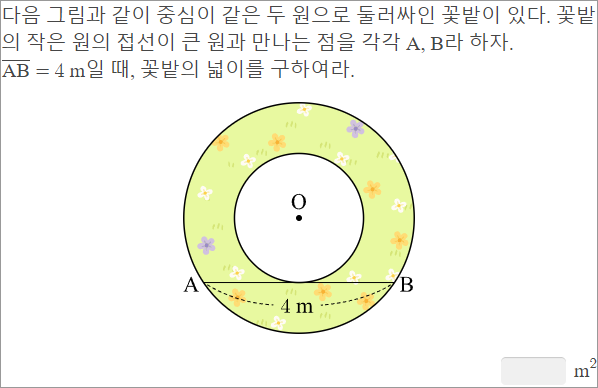 다음 그림과 같이 중심이 같은 두 원으로 둘러싸인 꽃밭이 있다. 꽃밭
의 작은 원의 접선이 큰 원과 만나는 점을 각각 A, B라 하자.
A̅B̅ = 4 m일 때, 꽃밭의 넓이를 구하여라.
O
A
B
4 m
m²